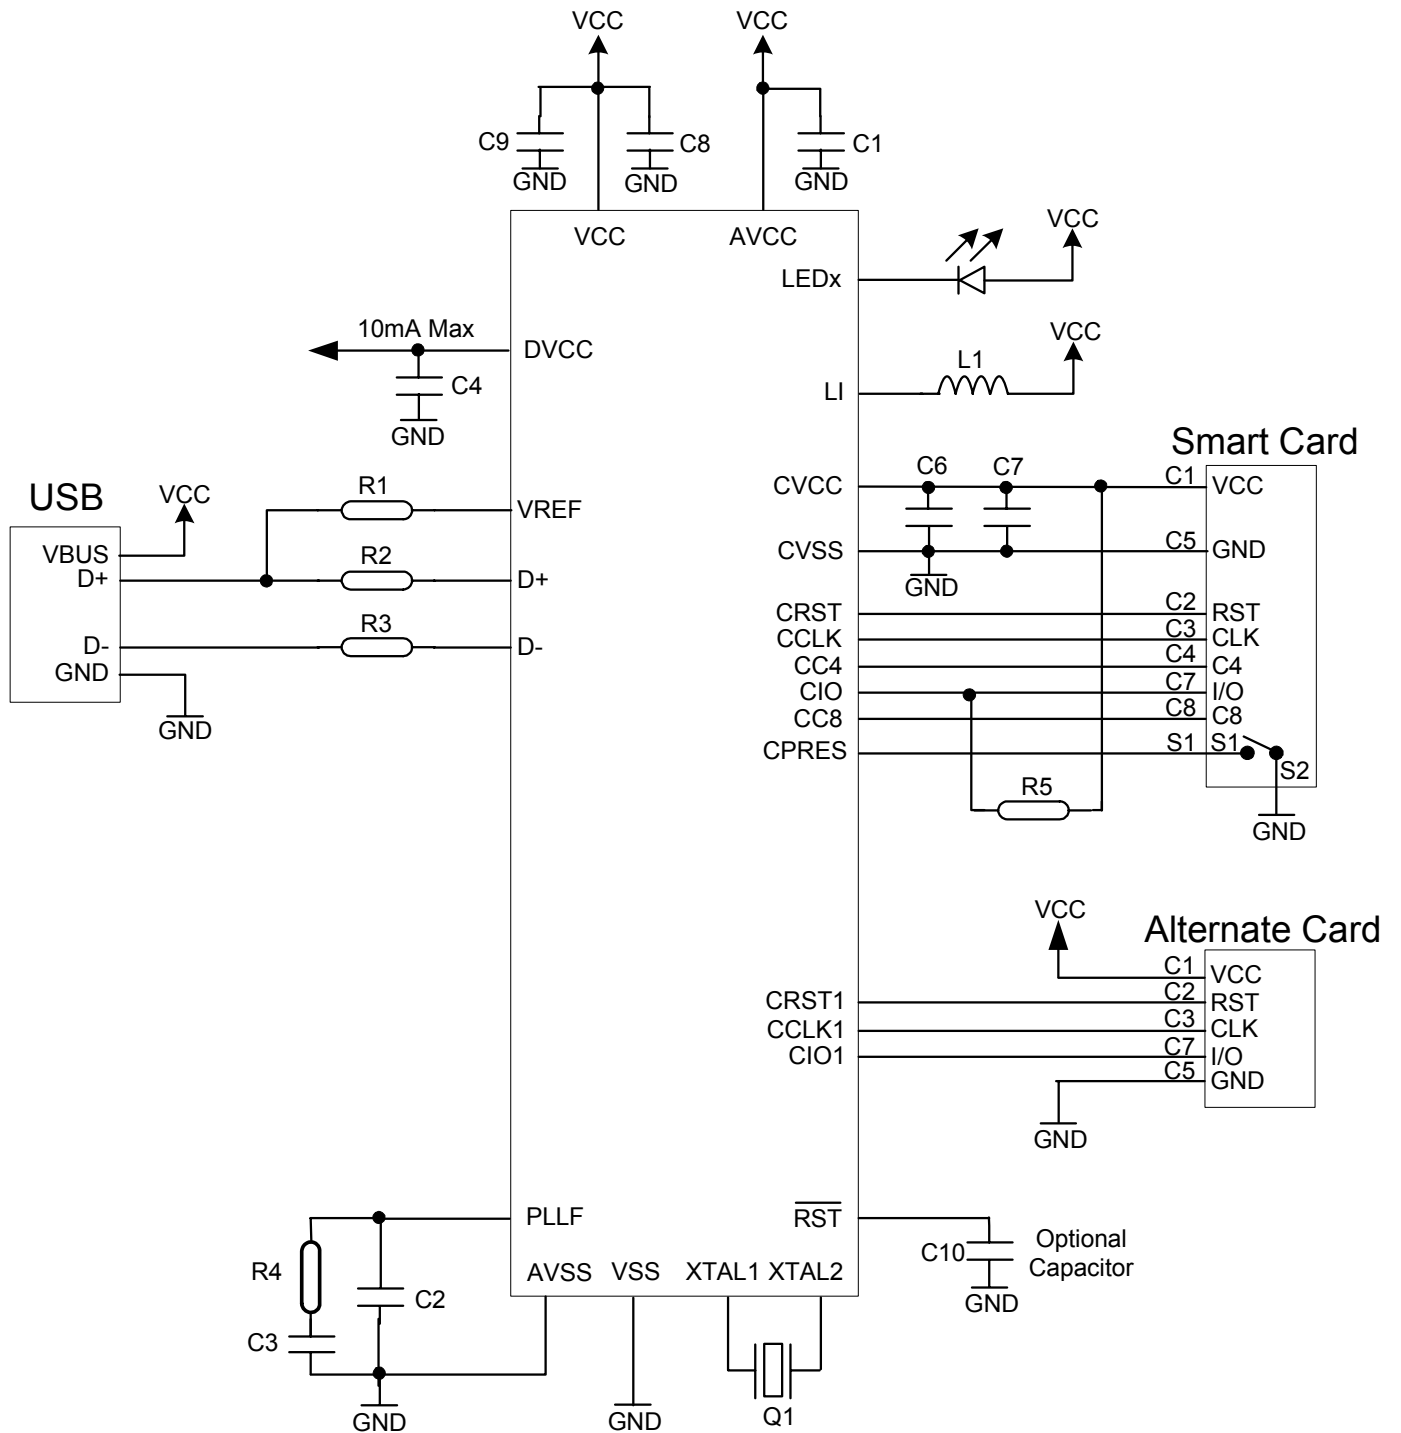 VCC
VCC
C9
C8
C1
GND
GND
GND
VCC
AVCC
VCC
LEDx
10mA Max
DVCC
C4
GND
VCC
L1
LI
Smart Card
C6
C7
CVCC
C1
VCC
USB
VCC
R1
VREF
VBUS
D+
R2
D+
CVSS
C5
GND
GND
CRST
C2
RST
D-
R3
D-
CCLK
C3
CLK
GND
CC4
C4
C4
CIO
C7
I/O
GND
CC8
C8
C8
CPRES
S1
S1
S2
R5
GND
VCC
Alternate Card
C1
VCC
CRST1
C2
RST
CCLK1
C3
CLK
CIO1
C7
I/O
C5
GND
GND
PLLF
RST
C10
Optional
Capacitor
GND
R4
AVSS
VSS
XTAL1
XTAL2
C2
C3
GND
GND
Q1